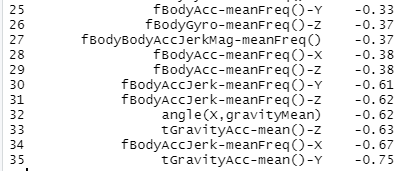 25 fBodyAcc-meanFreq()-Y -0.33
26 fBodyGyro-meanFreq()-Z -0.37
27 fBodyBodyAccJerkMag-meanFreq() -0.37
28 fBodyAcc-meanFreq()-X -0.38
29 fBodyAcc-meanFreq()-Z -0.38
30 fBodyAccJerk-meanFreq()-Y -0.61
31 fBodyAccJerk-meanFreq()-Z -0.62
32 angle(X,gravityMean) -0.62
33 tGravityAcc-mean()-Z -0.63
34 fBodyAccJerk-meanFreq()-X -0.67
35 tGravityAcc-mean()-Y -0.75